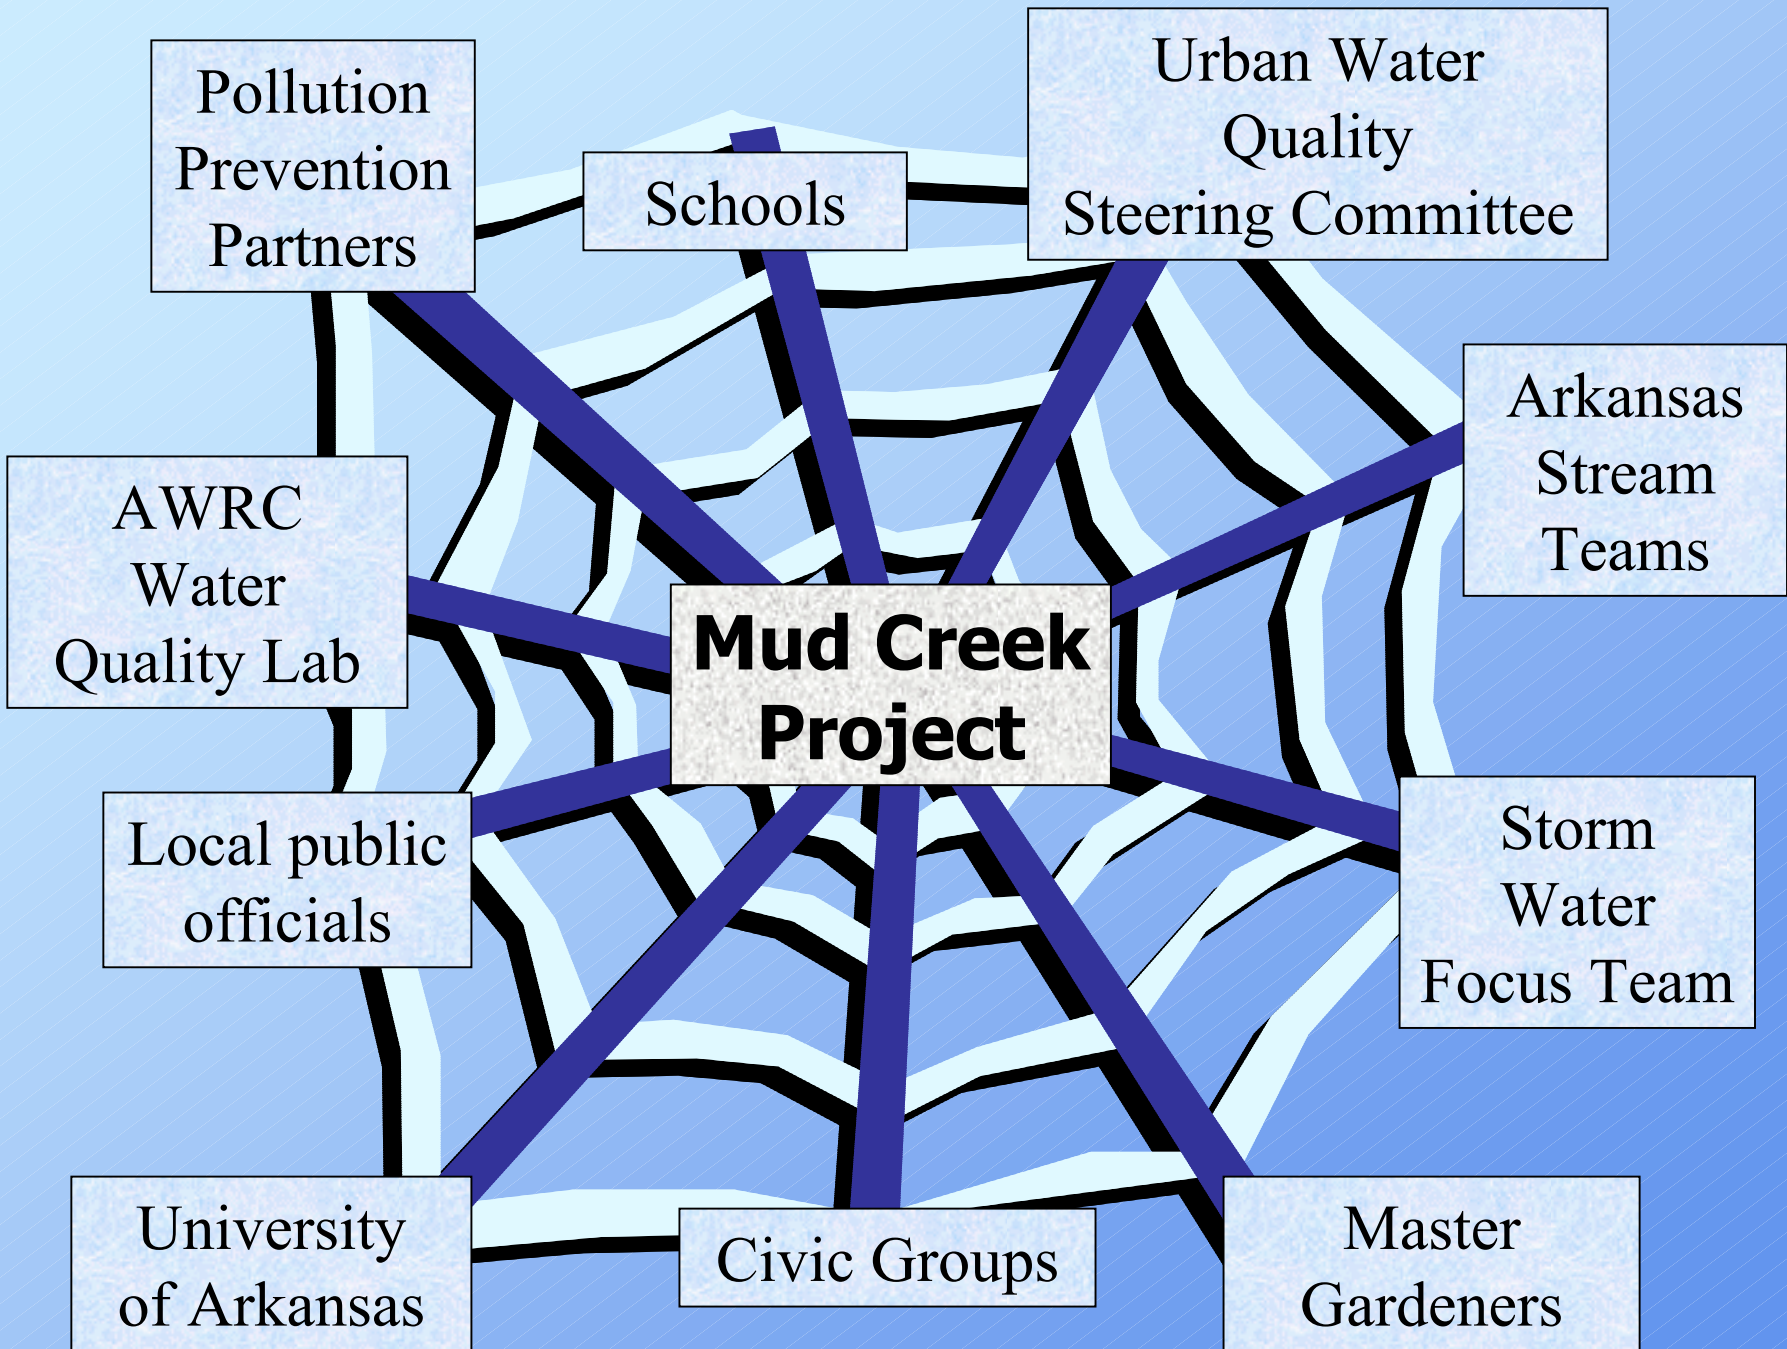 Pollution
Prevention
Partners
Schools
Urban Water
Quality
Steering Committee
Arkansas
Stream
Teams
AWRC
Water
Quality Lab
Mud Creek
Project
Local public
officials
Storm
Water
Focus Team
University
of Arkansas
Civic Groups
Master
Gardeners